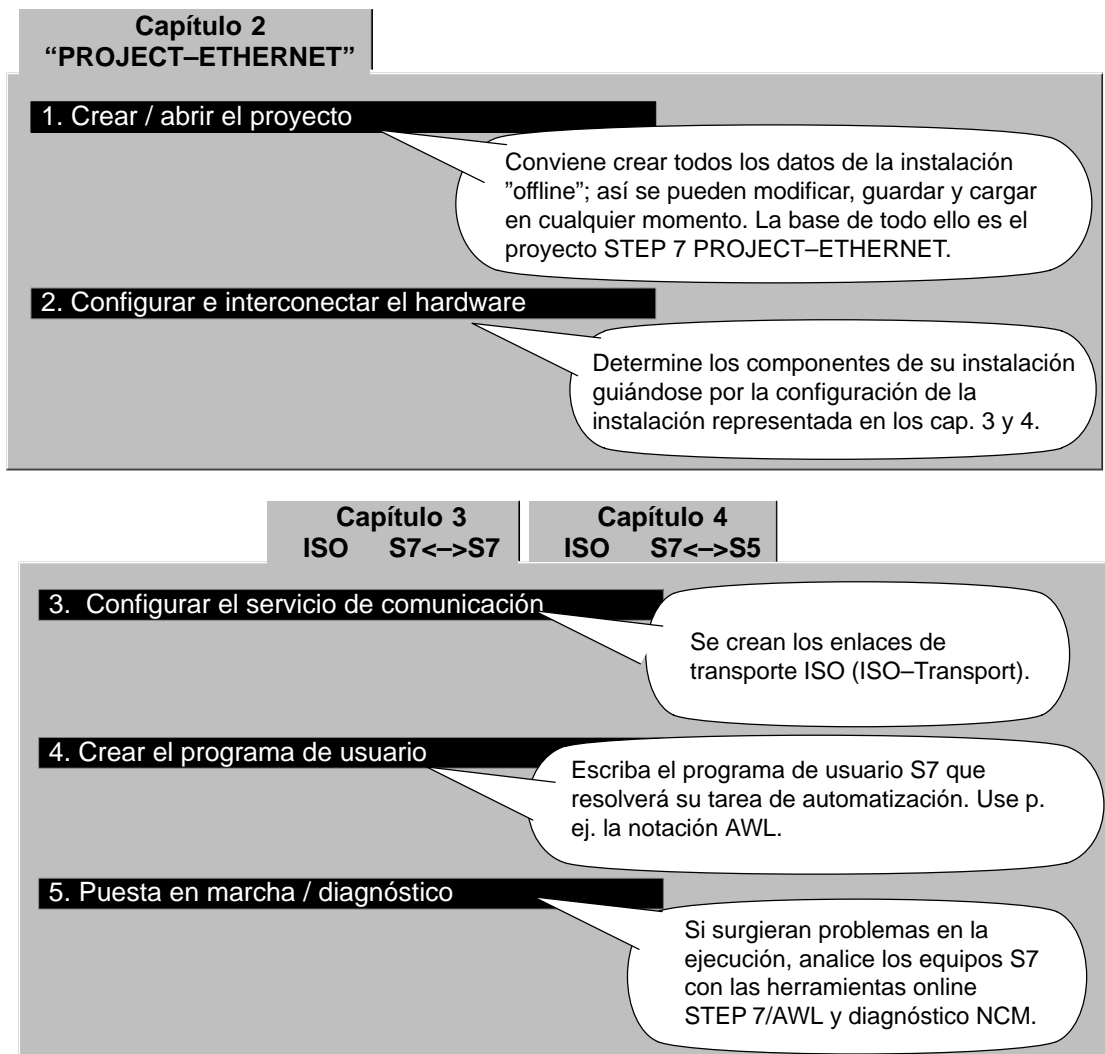 Capítulo 2
“PROJECT–ETHERNET”
1. Crear / abrir el proyecto
Conviene crear todos los datos de la instalación
”offline”; así se pueden modificar, guardar y cargar
en cualquier momento. La base de todo ello es el
proyecto STEP 7 PROJECT–ETHERNET.
2. Configurar e interconectar el hardware
Determine los componentes de su instalación
guiándose por la configuración de la
instalación representada en los cap. 3 y 4.
Capítulo 3
ISO S7<–>S7
Capítulo 4
ISO S7<–>S5
3. Configurar el servicio de comunicación
Se crean los enlaces de
transporte ISO (ISO–Transport).
4. Crear el programa de usuario
Escriba el programa de usuario S7 que
resolverá su tarea de automatización. Use p.
ej. la notación AWL.
5. Puesta en marcha / diagnóstico
Si surgieran problemas en la
ejecución, analice los equipos S7
con las herramientas online
STEP 7/AWL y diagnóstico NCM.